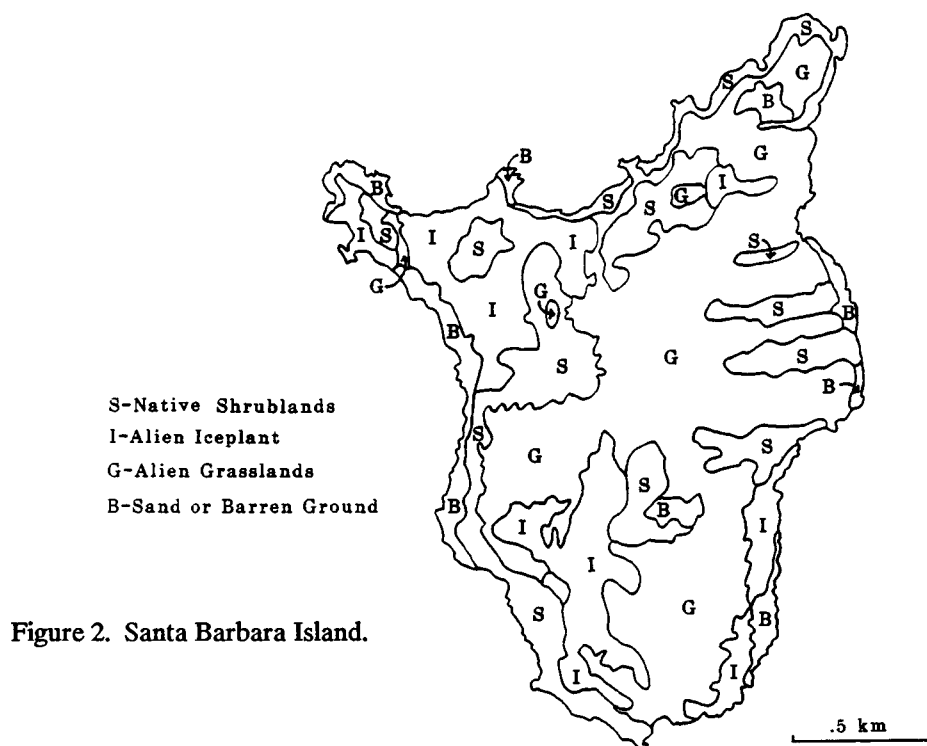 S
S
G
B
B
G
B
S
S
G
I
I
S
I
S
I
S
G
G
I
B
S
B
B
S
G
S
B
S-Native Shrublands
I-Alien Iceplant
G-Alien Grasslands
B-Sand or Barren Ground
S
G
S
S
B
B
I
I
I
S
G
B
I
I
Figure 2. Santa Barbara Island.
.5 km